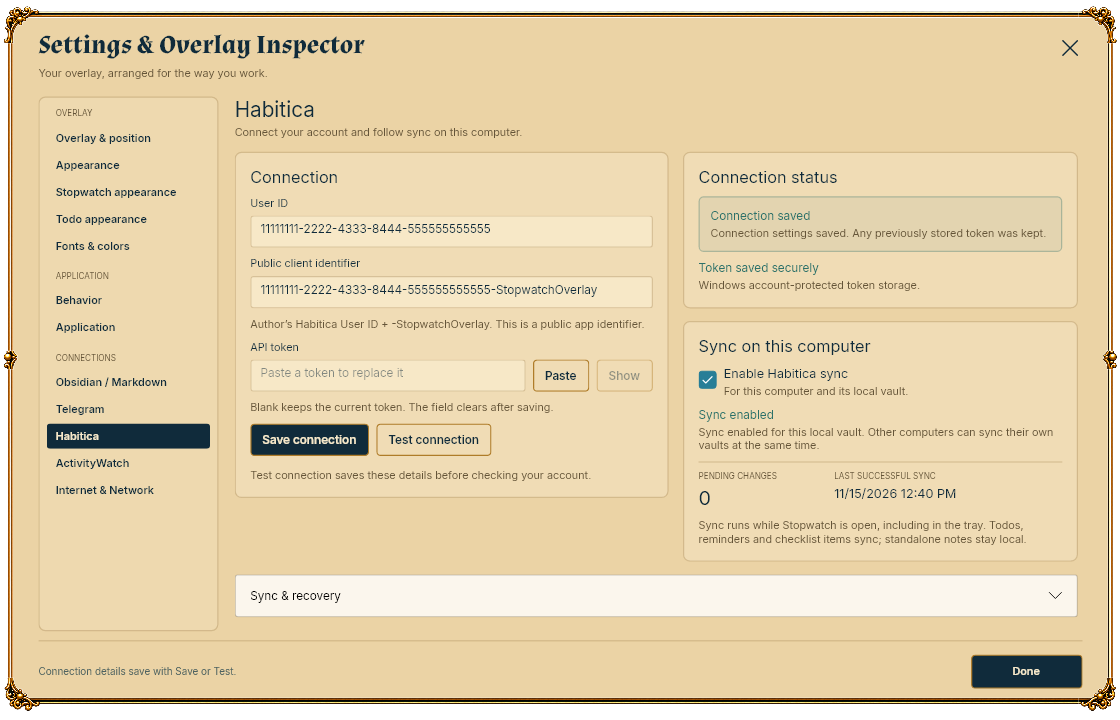 Settings & Overlay Inspector
Your overlay, arranged for the way you work.
OVERLAY
Overlay & position
Appearance
Stopwatch appearance
Todo appearance
Fonts & colors
APPLICATION
Behavior
Application
CONNECTIONS
Obsidian / Markdown
Telegram
Habitica
ActivityWatch
Internet & Network
Habitica
Connect your account and follow sync on this computer.
Connection
User ID
11111111-2222-4333-8444-555555555555
Public client identifier
11111111-2222-4333-8444-555555555555-StopwatchOverlay
Author's Habitica User ID + -StopwatchOverlay. This is a public app identifier.
API token
Paste a token to replace it
Paste
Show
Blank keeps the current token. The field clears after saving.
Save connection
Test connection
Test connection saves these details before checking your account.
Connection status
Connection saved
Connection settings saved. Any previously stored token was kept.
Token saved securely
Windows account-protected token storage.
Sync on this computer
Enable Habitica sync
For this computer and its local vault.
Sync enabled
Sync enabled for this local vault. Other computers can sync their own
vaults at the same time.
PENDING CHANGES
0
LAST SUCCESSFUL SYNC
11/15/2026 12:40 PM
Sync runs while Stopwatch is open, including in the tray. Todos,
reminders and checklist items sync; standalone notes stay local.
Sync & recovery
Connection details save with Save or Test.
Done